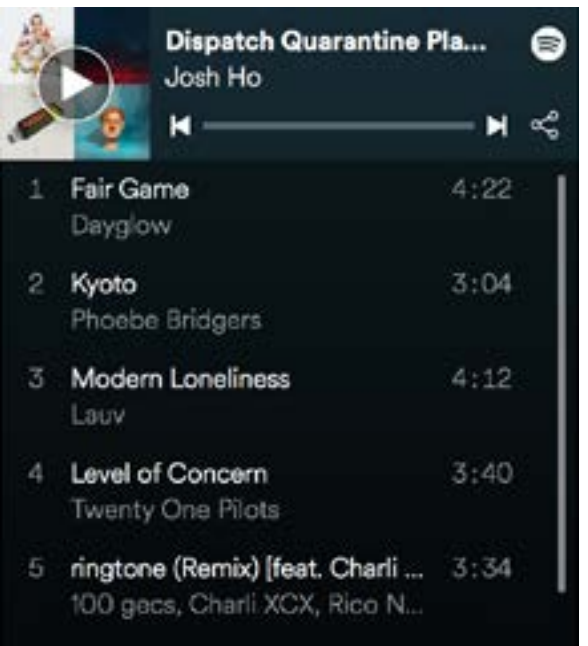 Dispatch Quarantine Pla...
Josh Ho
1 Fair Game 4:22
Dayglow
2 Kyoto 3:04
Phoebe Bridgers
3 Modern Loneliness 4:12
Lauv
4 Level of Concern 3:40
Twenty One Pilots
5 ringtone (Remix) [feat. Charli ... 3:34
100 gecs, Charli XCX, Rico N...